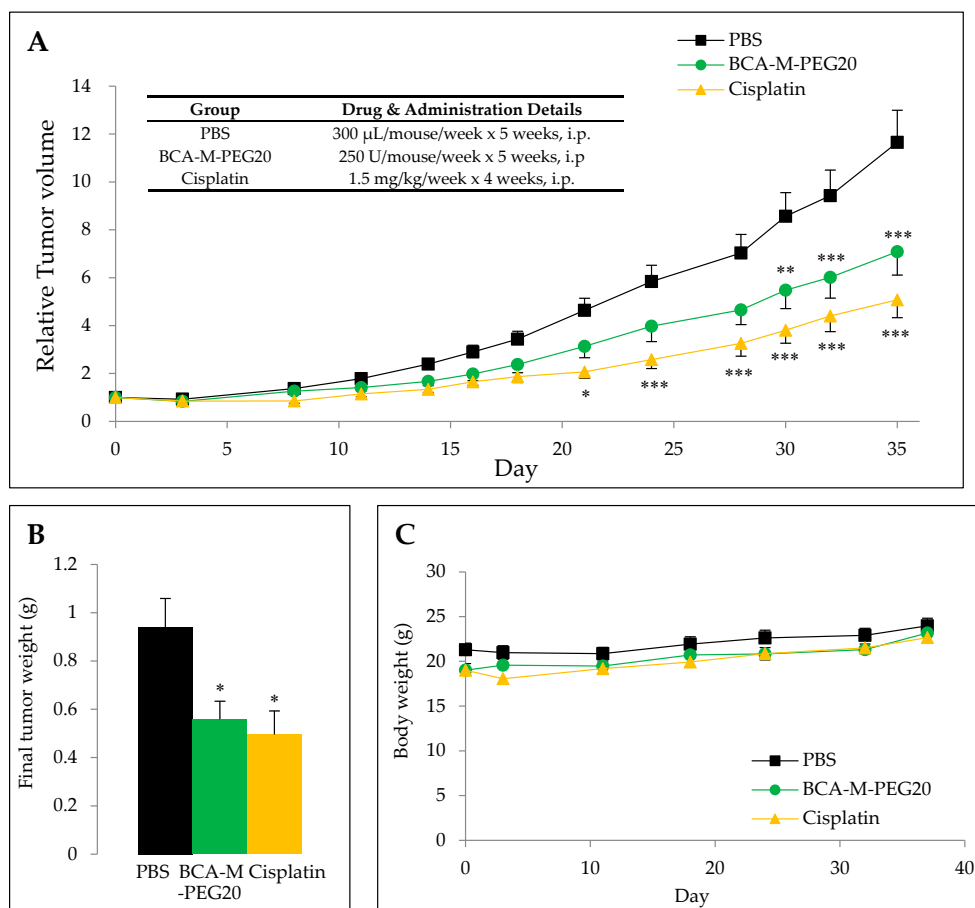 A
PBS
BCA-M-PEG20
Cisplatin
Group Drug & Administration Details
PBS 300 µL/mouse/week x 5 weeks, i.p.
BCA-M-PEG20 250 U/mouse/week x 5 weeks, i.p
Cisplatin 1.5 mg/kg/week x 4 weeks, i.p.
Relative Tumor volume
14
12
10
8
6
4
2
0
*** 
** ***
* *** *** *** *** ***
0 5 10 15 20 25 30 35
Day
B
Final tumor weight (g)
1.2
1
0.8
0.6
0.4
0.2
0
* *
PBS BCA-M Cisplatin
-PEG20
C
Body weight (g)
30
25
20
15
10
5
0
PBS
BCA-M-PEG20
Cisplatin
0 10 20 30 40
Day